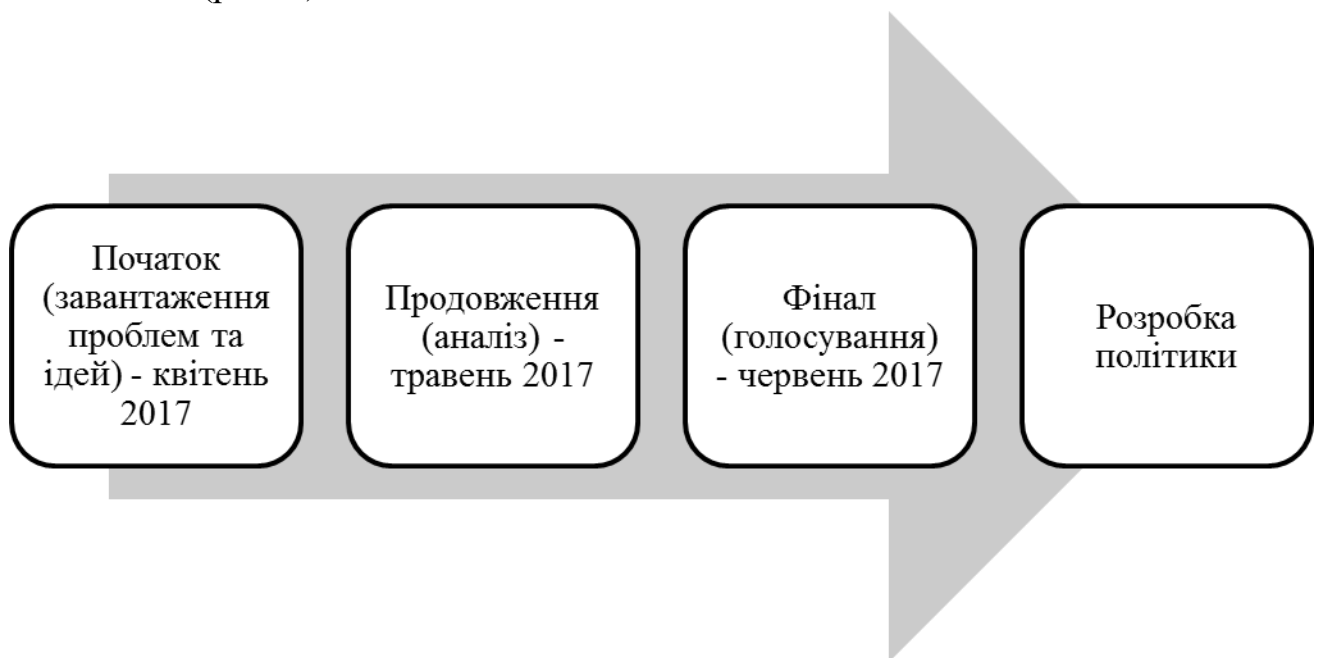 Початок
(завантаження
проблем та
ідей) - квітень
2017
Продовження
(аналіз) -
травень 2017
Фінал
(голосування)
- червень 2017
Розробка
політики